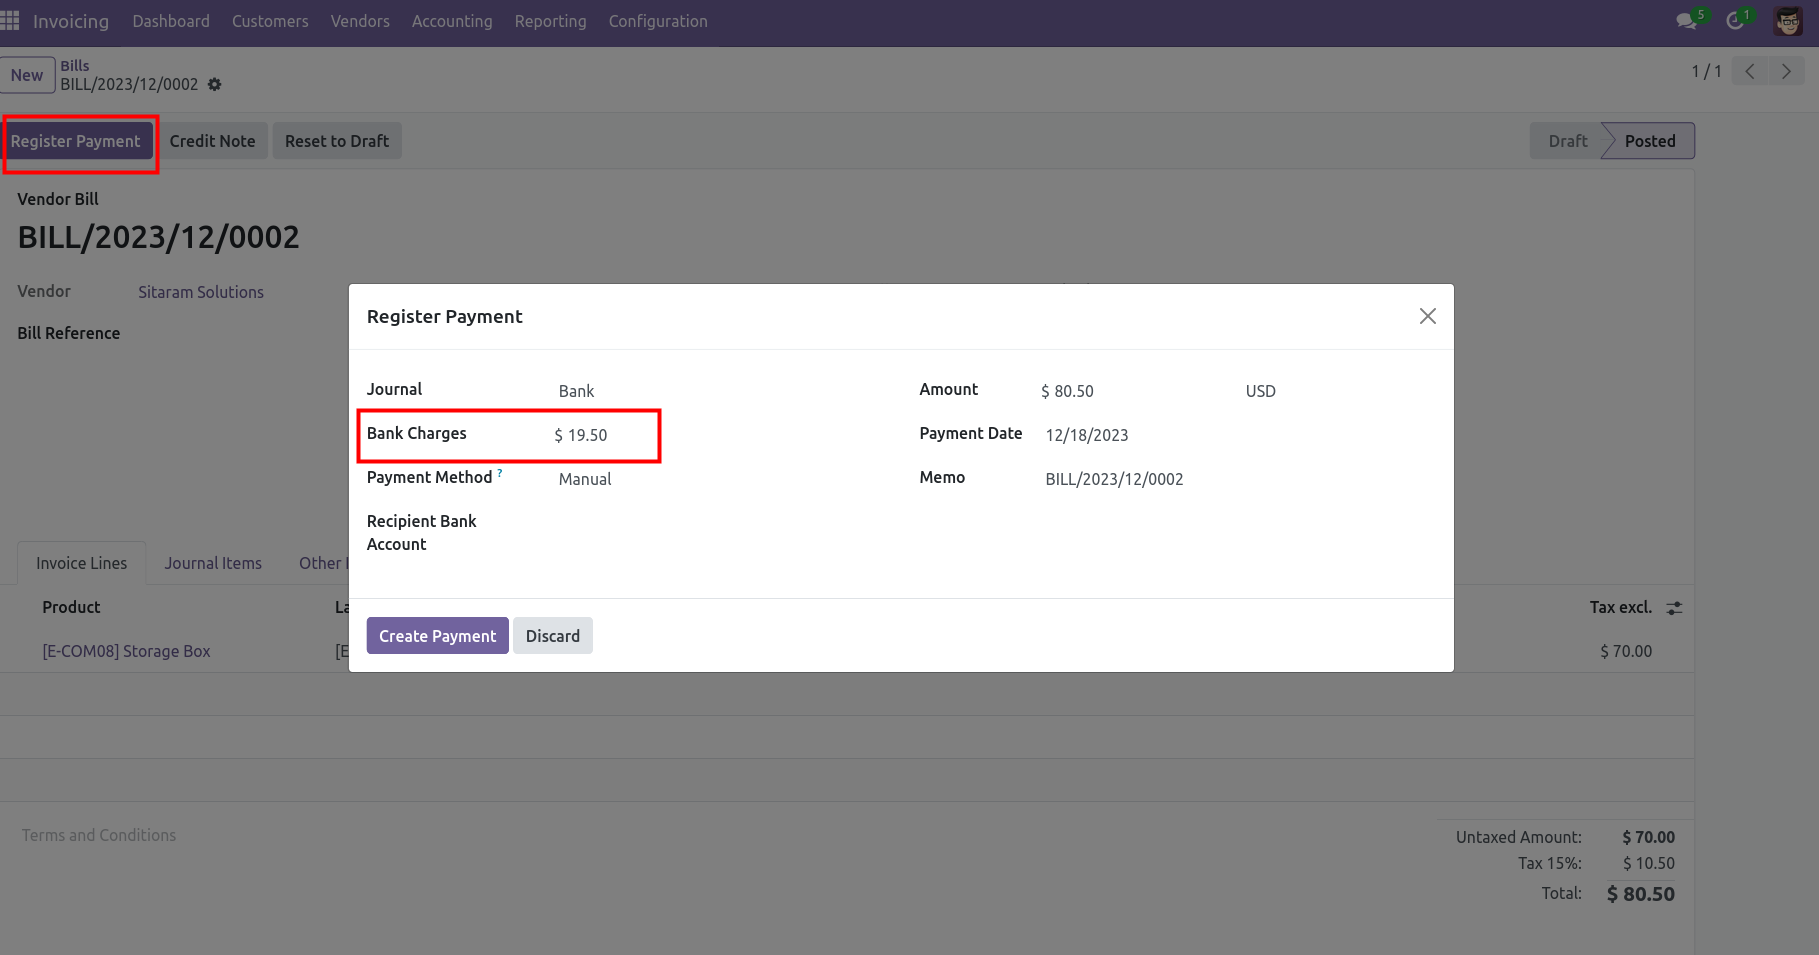 Invoicing Dashboard Customers Vendors Accounting Reporting Configuration 5 1
New Bills
BILL/2023/12/0002 1 / 1
Register Payment Credit Note Reset to Draft Draft Posted
Vendor Bill
BILL/2023/12/0002
Vendor Sitaram Solutions
Bill Reference
Register Payment
Journal Bank Amount $ 80.50 USD
Bank Charges $ 19.50 Payment Date 12/18/2023
Payment Method ? Manual Memo BILL/2023/12/0002
Recipient Bank
Account
Create Payment Discard
Invoice Lines Journal Items Other
Product Tax excl.
[E-COM08] Storage Box $ 70.00
Terms and Conditions
Untaxed Amount: $ 70.00
Tax 15%: $ 10.50
Total: $ 80.50